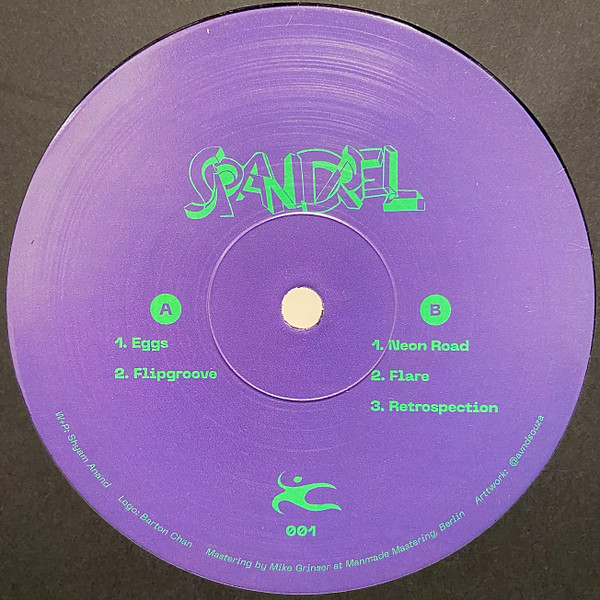 SPANDREL
A
1. Eggs
2. Flipgroove
B
1. Neon Road
2. Flare
3. Retrospection
001
W+P: Shyam Anand
Logo: Barton Chan
Mastering by Mike Grinser at Manmade Mastering, Berlin
Arttwork: @avndsouza